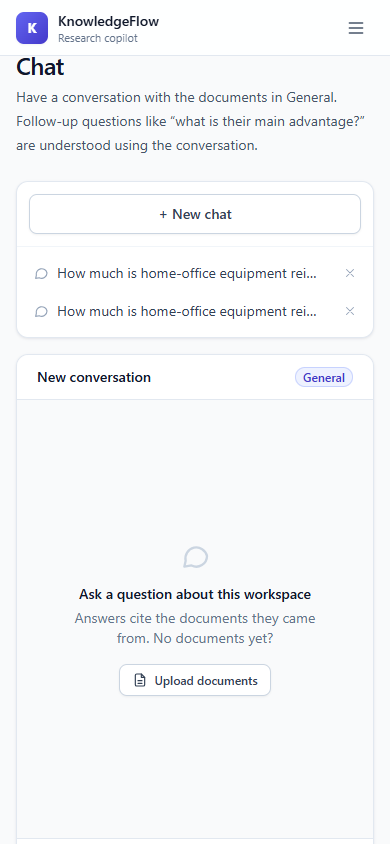 K
KnowledgeFlow
Research copilot
Chat
Have a conversation with the documents in General.
Follow-up questions like “what is their main advantage?”
are understood using the conversation.
+ New chat
How much is home-office equipment rei...
How much is home-office equipment rei...
New conversation
General
Ask a question about this workspace
Answers cite the documents they came
from. No documents yet?
Upload documents